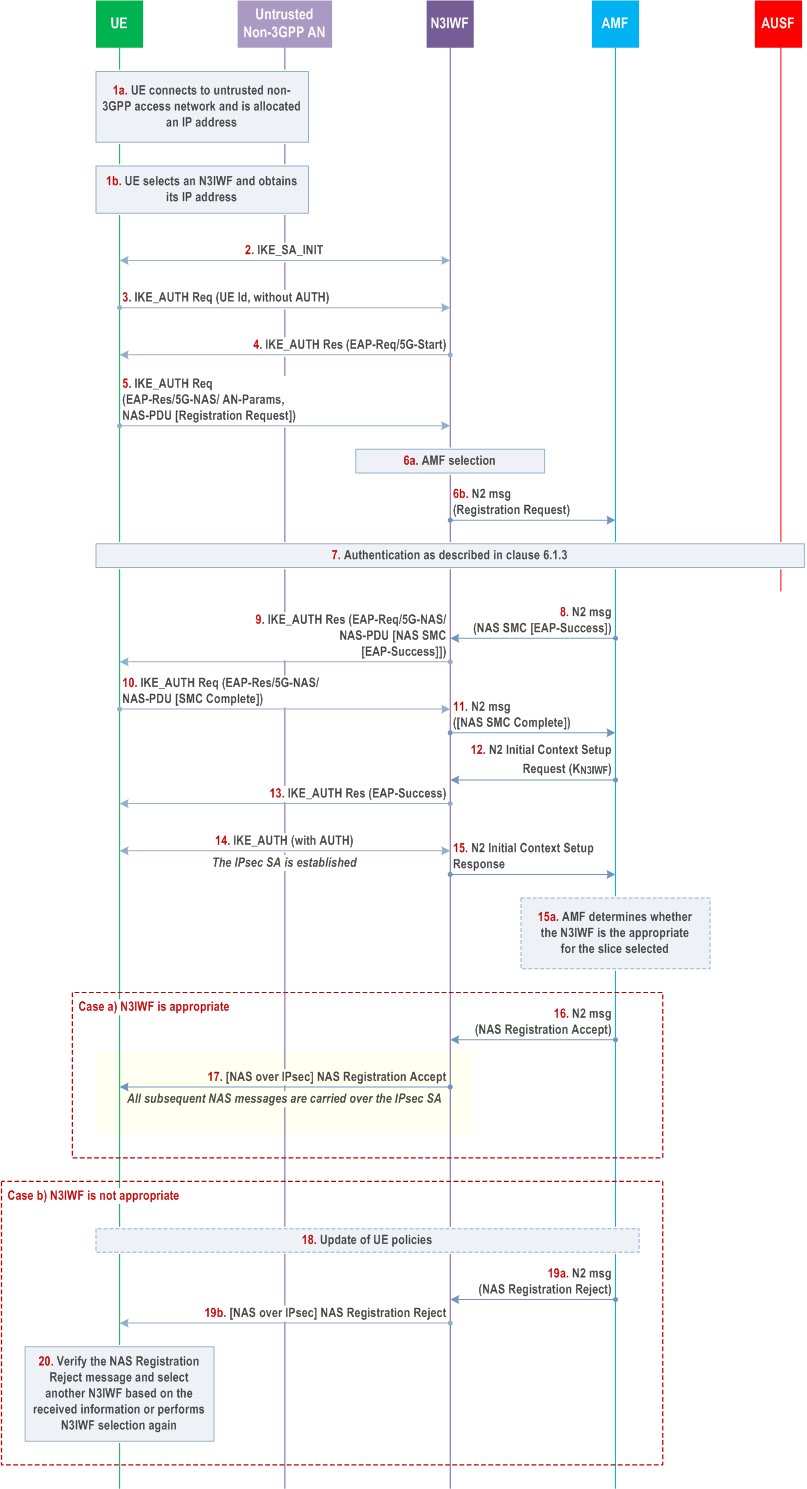 UE
Untrusted
Non-3GPP AN
N3IWF
AMF
AUSF
1a. UE connects to untrusted non-
3GPP access network and is allocated
an IP address
1b. UE selects an N3IWF and obtains
its IP address
2. IKE_SA_INIT
3. IKE_AUTH Req (UE Id, without AUTH)
4. IKE_AUTH Res (EAP-Req/5G-Start)
5. IKE_AUTH Req
(EAP-Res/5G-NAS/ AN-Params,
NAS-PDU [Registration Request])
6a. AMF selection
6b. N2 msg
(Registration Request)
7. Authentication as described in clause 6.1.3
8. N2 msg
(NAS SMC [EAP-Success])
9. IKE_AUTH Res (EAP-Req/5G-NAS/
NAS-PDU [NAS SMC
[EAP-Success]])
10. IKE_AUTH Req (EAP-Res/5G-NAS/
NAS-PDU [SMC Complete])
11. N2 msg
([NAS SMC Complete])
12. N2 Initial Context Setup
Request (KN3IWF)
13. IKE_AUTH Res (EAP-Success)
14. IKE_AUTH (with AUTH)
The IPsec SA is established
15. N2 Initial Context Setup
Response
15a. AMF determines whether
the N3IWF is the appropriate
for the slice selected
Case a) N3IWF is appropriate
16. N2 msg
(NAS Registration Accept)
17. [NAS over IPsec] NAS Registration Accept
All subsequent NAS messages are carried over the IPsec SA
Case b) N3IWF is not appropriate
18. Update of UE policies
19a. N2 msg
(NAS Registration Reject)
19b. [NAS over IPsec] NAS Registration Reject
20. Verify the NAS Registration
Reject message and select
another N3IWF based on the
received information or performs
N3IWF selection again